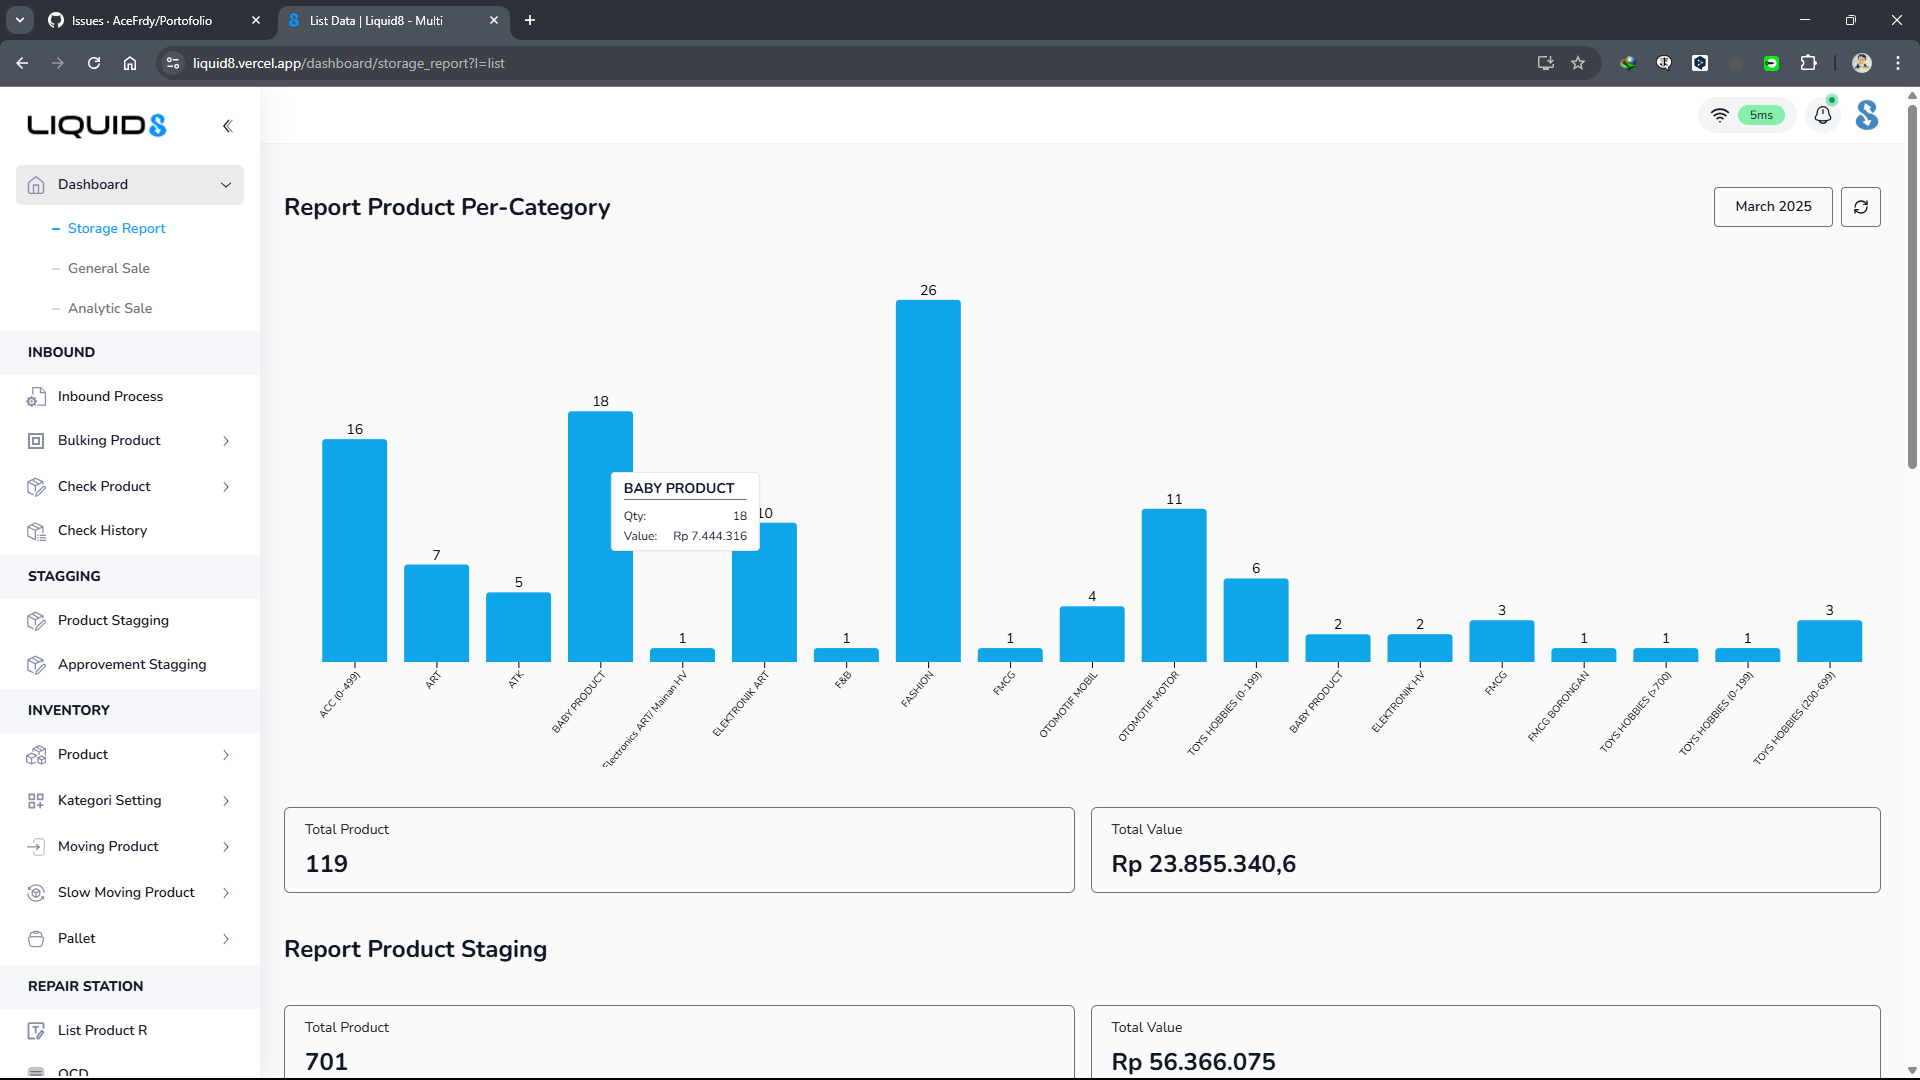 Issues · AceFrdy/Portofolio
List Data | Liquid8 - Multi
liquid8.vercel.app/dashboard/storage_report?l=list
LIQUID8
5ms
Dashboard
Storage Report
General Sale
Analytic Sale
INBOUND
Inbound Process
Bulking Product
Check Product
Check History
STAGGING
Product Stagging
Approvement Stagging
INVENTORY
Product
Kategori Setting
Moving Product
Slow Moving Product
Pallet
REPAIR STATION
List Product R
QCD
Report Product Per-Category
March 2025
16
7
5
18
1
10
1
26
1
4
11
6
2
2
3
1
1
1
3
BABY PRODUCT
Qty: 18
Value: Rp 7.444.316
ACC (0-499)
ART
ATK
BABY PRODUCT
Electronics ART/ Mainan HV
ELEKTRONIK ART
F&B
FASHION
FMCG
OTOMOTIF MOBIL
OTOMOTIF MOTOR
TOYS HOBBIES (0-199)
BABY PRODUCT
ELEKTRONIK HV
FMCG
FMCG BORONGAN
TOYS HOBBIES (>700)
TOYS HOBBIES (0-199)
TOYS HOBBIES (200-699)
Total Product
119
Total Value
Rp 23.855.340,6
Report Product Staging
Total Product
701
Total Value
Rp 56.366.075